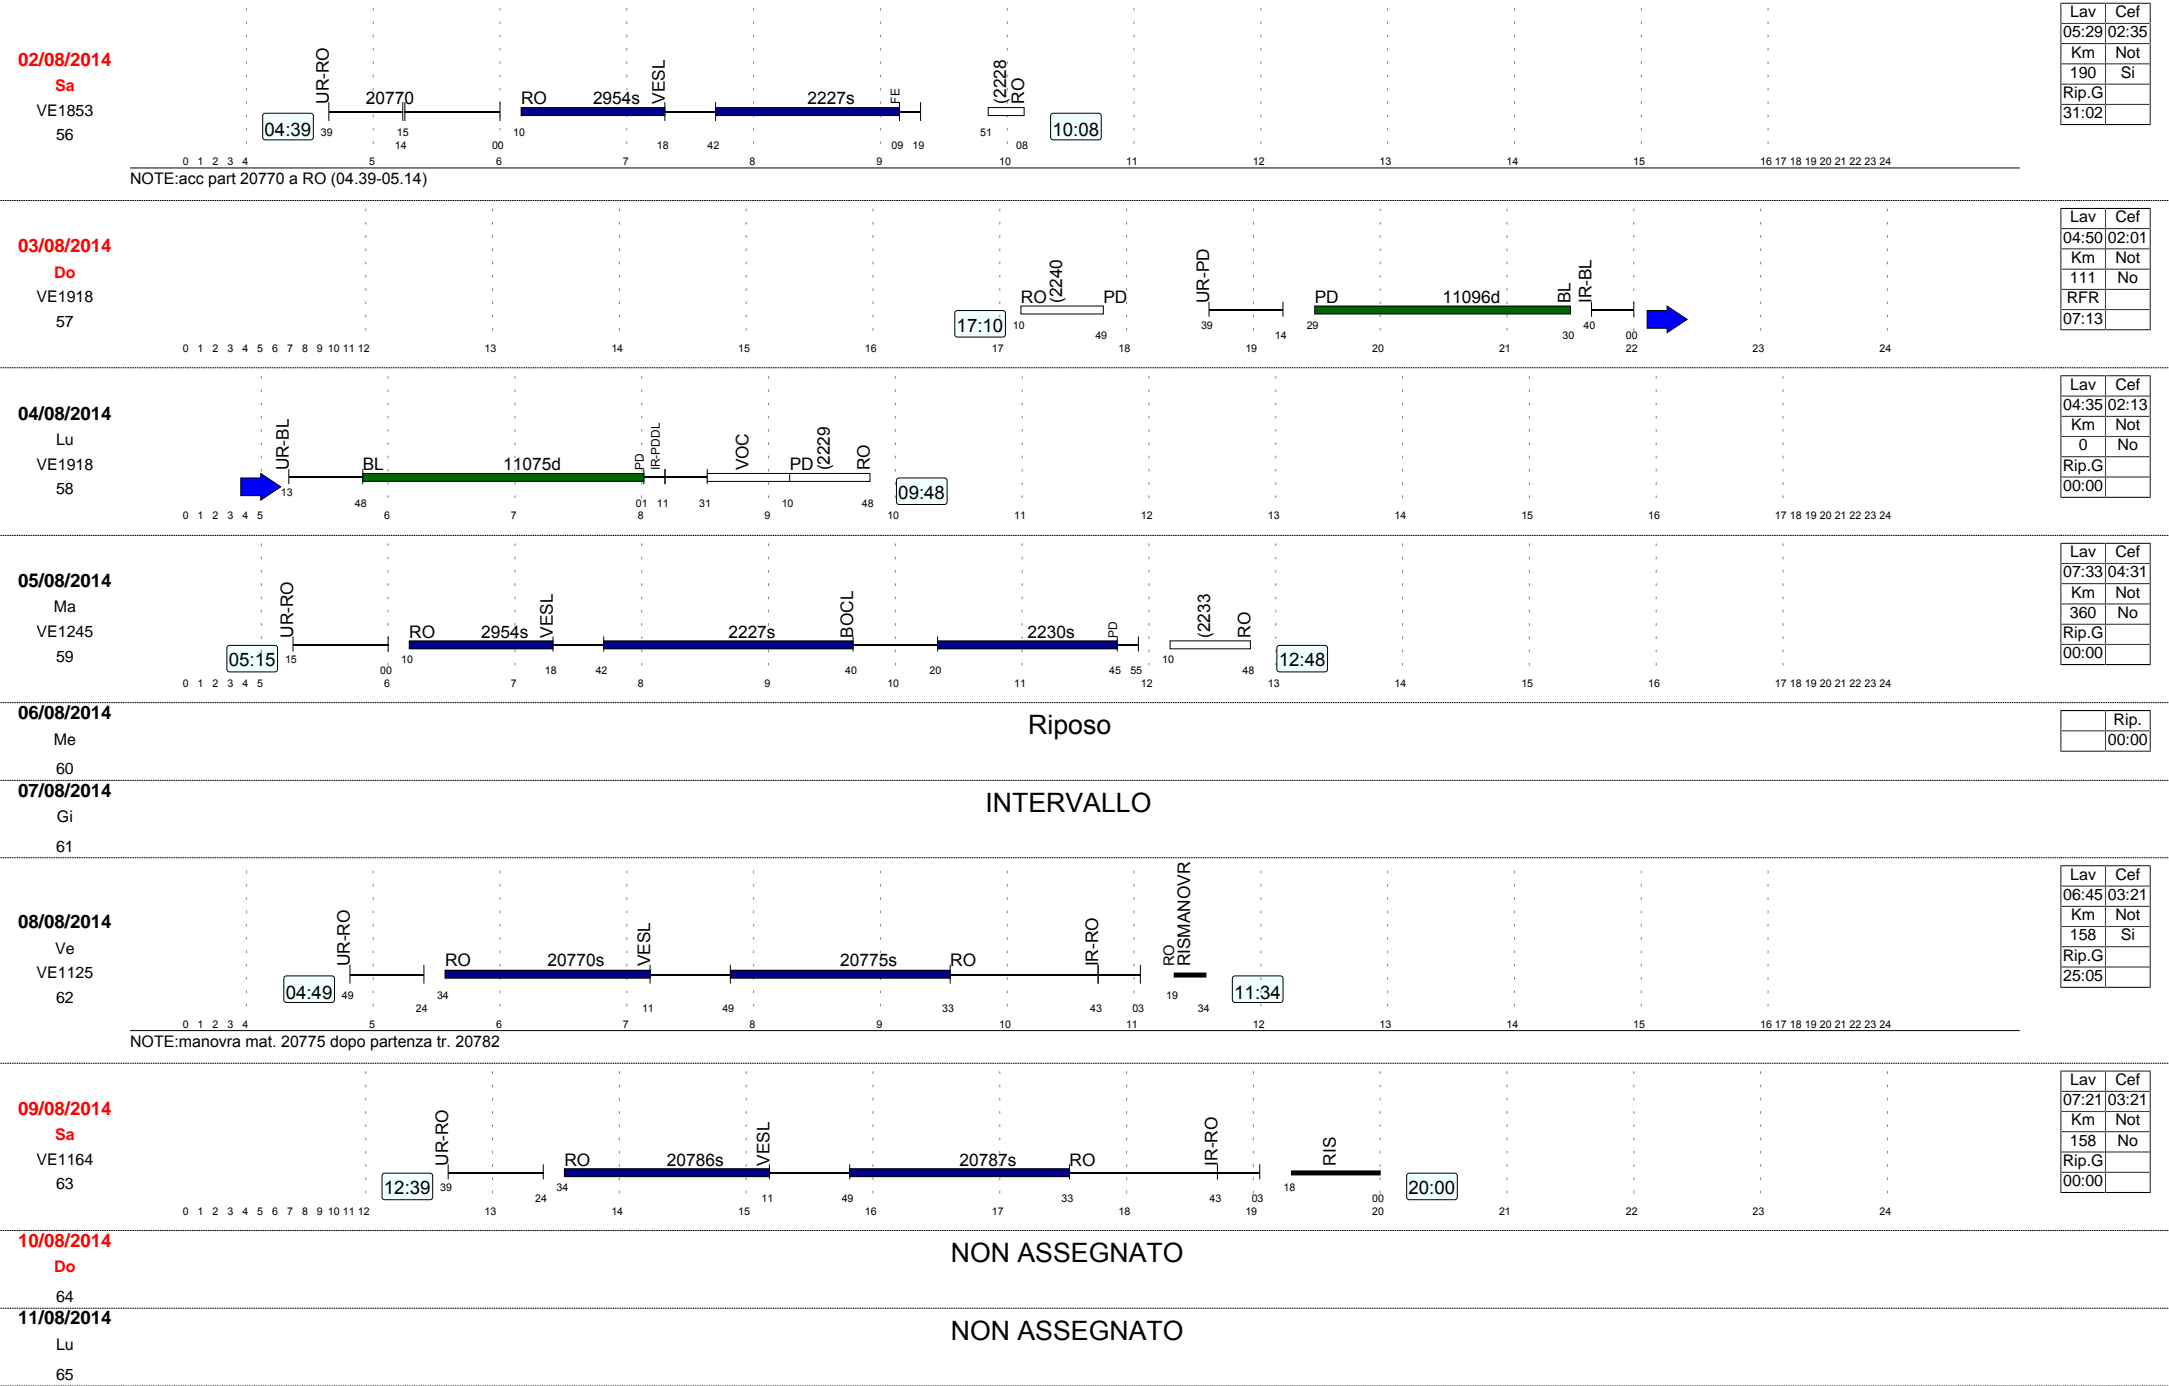 Lav Cef
02/08/2014 05:29 02:35
Sa Km Not
VE1853 190 Si
56 Rip.G
31:02
UR-RO 20770 RO 2954s VESL 2227s FE (2228 RO
04:39 39 15 14 00 10 18 42 09 19 51 08 10:08
0 1 2 3 4 5 6 7 8 9 10 11 12 13 14 15 16 17 18 19 20 21 22 23 24
NOTE:acc part 20770 a RO (04.39-05.14)
Lav Cef
03/08/2014 04:50 02:01
Do Km Not
VE1918 111 No
57 RFR
07:13
RO (2240 PD UR-PD PD 11096d BL IR-BL
17:10 10 49 39 14 29 30 40 00
0 1 2 3 4 5 6 7 8 9 10 11 12 13 14 15 16 17 18 19 20 21 22 23 24
Lav Cef
04/08/2014 04:35 02:13
Lu Km Not
VE1918 0 No
58 Rip.G
00:00
UR-BL BL 11075d PD IR-PDDL VOC PD (2229 RO
13 48 01 11 31 10 48 09:48
0 1 2 3 4 5 6 7 8 9 10 11 12 13 14 15 16 17 18 19 20 21 22 23 24
Lav Cef
05/08/2014 07:33 04:31
Ma Km Not
VE1245 360 No
59 Rip.G
00:00
UR-RO RO 2954s VESL 2227s BOCL 2230s PD (2233 RO
05:15 15 00 10 18 42 40 20 45 55 10 48 12:48
0 1 2 3 4 5 6 7 8 9 10 11 12 13 14 15 16 17 18 19 20 21 22 23 24
06/08/2014 Riposo Rip.
Me 00:00
60
07/08/2014 INTERVALLO
Gi
61
Lav Cef
08/08/2014 06:45 03:21
Ve Km Not
VE1125 158 Si
62 Rip.G
25:05
UR-RO RO 20770s VESL 20775s RO IR-RO RO RISMANOVR
04:49 49 24 34 11 49 33 43 03 19 34 11:34
0 1 2 3 4 5 6 7 8 9 10 11 12 13 14 15 16 17 18 19 20 21 22 23 24
NOTE:manovra mat. 20775 dopo partenza tr. 20782
Lav Cef
09/08/2014 07:21 03:21
Sa Km Not
VE1164 158 No
63 Rip.G
00:00
UR-RO RO 20786s VESL 20787s RO IR-RO RIS
12:39 39 24 34 11 49 33 43 03 18 00 20:00
0 1 2 3 4 5 6 7 8 9 10 11 12 13 14 15 16 17 18 19 20 21 22 23 24
10/08/2014 NON ASSEGNATO
Do
64
11/08/2014 NON ASSEGNATO
Lu
65